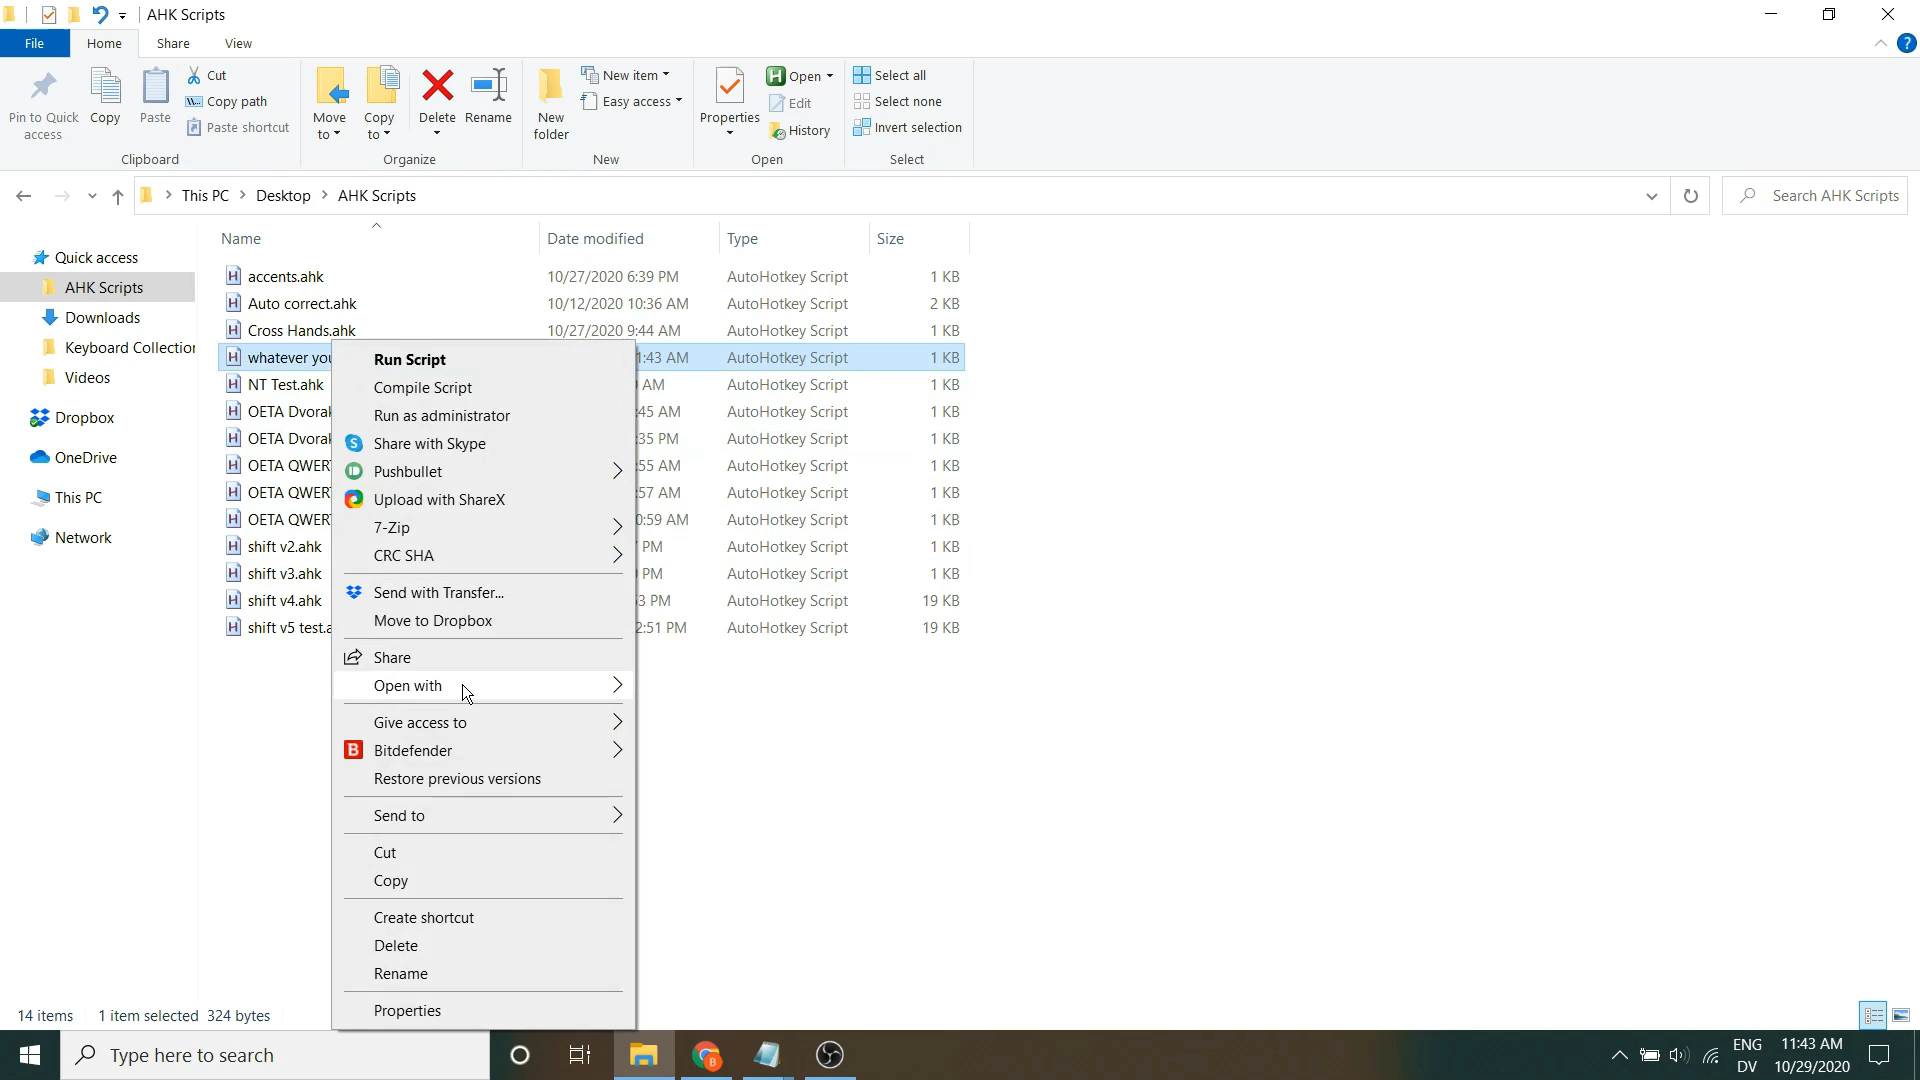 AHK Scripts
File Home Share View
Pin to Quick access
Copy
Paste
Cut
Copy path
Paste shortcut
Clipboard
Move to
Copy to
Delete
Rename
Organize
New folder
New item
Easy access
New
Properties
Open
Edit
History
Open
Select all
Select none
Invert selection
Select
This PC > Desktop > AHK Scripts
Search AHK Scripts
Quick access
AHK Scripts
Downloads
Keyboard Collection
Videos
Dropbox
OneDrive
This PC
Network
Name Date modified Type Size
accents.ahk 10/27/2020 6:39 PM AutoHotkey Script 1 KB
Auto correct.ahk 10/12/2020 10:36 AM AutoHotkey Script 2 KB
Cross Hands.ahk 10/27/2020 9:44 AM AutoHotkey Script 1 KB
whatever you 1:43 AM AutoHotkey Script 1 KB
NT Test.ahk AM AutoHotkey Script 1 KB
OETA Dvorak :45 AM AutoHotkey Script 1 KB
OETA Dvorak :35 PM AutoHotkey Script 1 KB
OETA QWERT :55 AM AutoHotkey Script 1 KB
OETA QWERT :57 AM AutoHotkey Script 1 KB
OETA QWERT 0:59 AM AutoHotkey Script 1 KB
shift v2.ahk PM AutoHotkey Script 1 KB
shift v3.ahk PM AutoHotkey Script 1 KB
shift v4.ahk 3 PM AutoHotkey Script 19 KB
shift v5 test.a 2:51 PM AutoHotkey Script 19 KB
Run Script
Compile Script
Run as administrator
Share with Skype
Pushbullet
Upload with ShareX
7-Zip
CRC SHA
Send with Transfer...
Move to Dropbox
Share
Open with
Give access to
Bitdefender
Restore previous versions
Send to
Cut
Copy
Create shortcut
Delete
Rename
Properties
14 items 1 item selected 324 bytes
Type here to search
ENG
DV
11:43 AM
10/29/2020